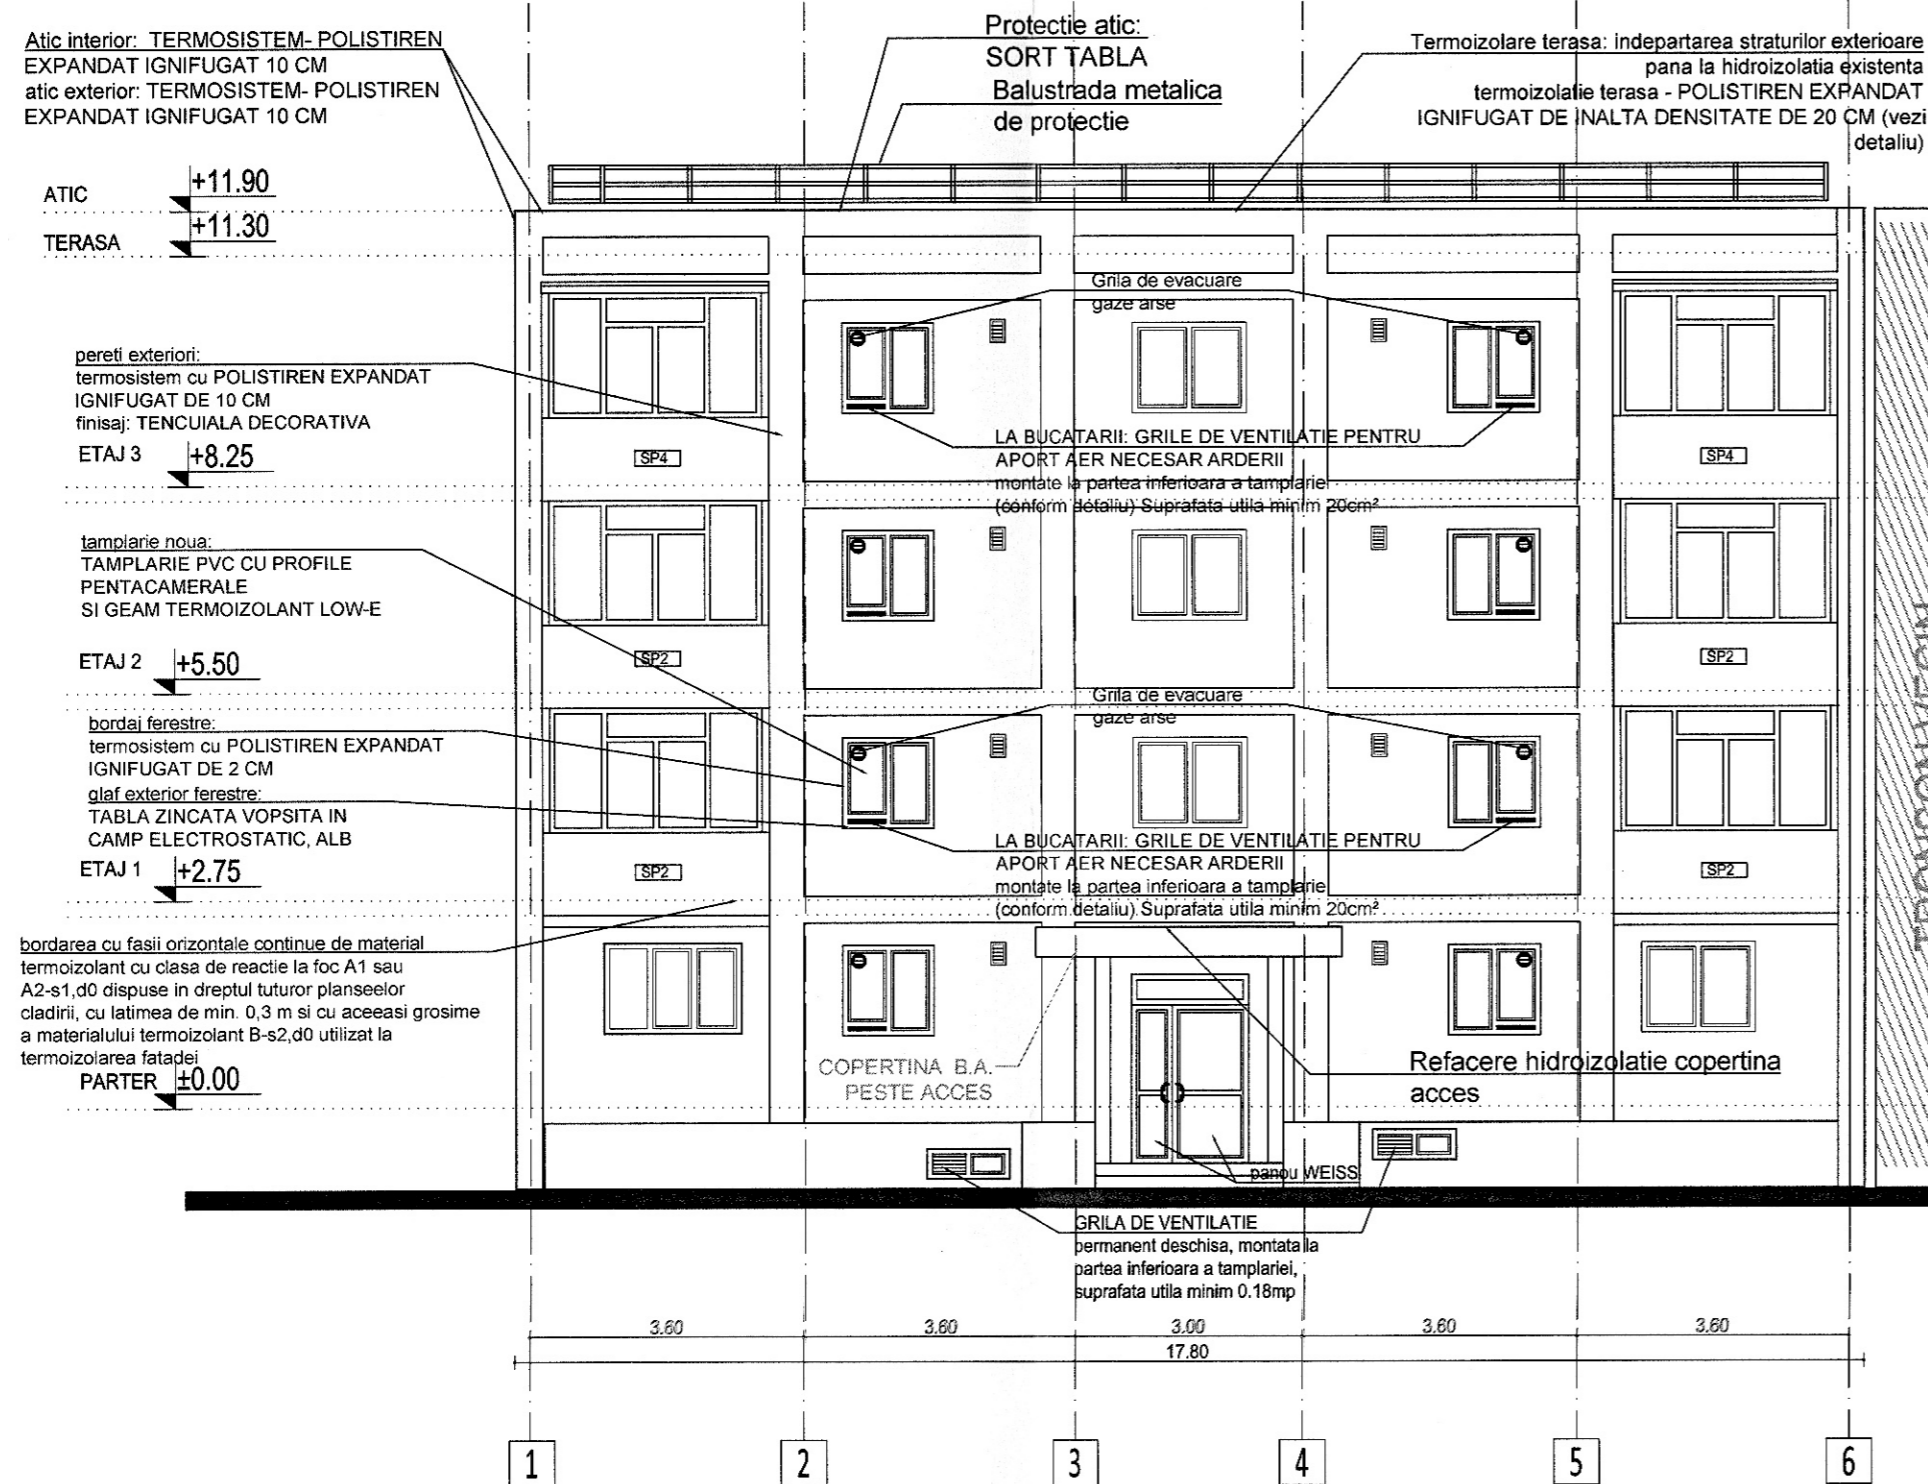 Atic interior: TERMOSISTEM- POLISTIREN
EXPANDAT IGNIFUGAT 10 CM
atic exterior: TERMOSISTEM- POLISTIREN
EXPANDAT IGNIFUGAT 10 CM
Protectie atic:
SORT TABLA
Balustrada metalica
de protectie
Termoizolare terasa: indepartarea straturilor exterioare
pana la hidroizolatia existenta
termoizolatie terasa - POLISTIREN EXPANDAT
IGNIFUGAT DE INALTA DENSITATE DE 20 CM (vezi
detaliu)
ATIC +11.90
TERASA +11.30
Grila de evacuare
gaze arse
pereti exteriori:
termosistem cu POLISTIREN EXPANDAT
IGNIFUGAT DE 10 CM
finisaj: TENCUIALA DECORATIVA
ETAJ 3 +8.25
SP4
LA BUCATARII: GRILE DE VENTILATIE PENTRU
APORT AER NECESAR ARDERII
montate la partea inferioara a tamplarie
(conform detaliu) Suprafata utila minim 20cm²
SP4
tamplarie noua:
TAMPLARIE PVC CU PROFILE
PENTACAMERALE
SI GEAM TERMOIZOLANT LOW-E
ETAJ 2 +5.50
SP2
SP2
Grila de evacuare
gaze arse
bordaj ferestre:
termosistem cu POLISTIREN EXPANDAT
IGNIFUGAT DE 2 CM
glaf exterior ferestre:
TABLA ZINCATA VOPSITA IN
CAMP ELECTROSTATIC, ALB
ETAJ 1 +2.75
SP2
LA BUCATARII: GRILE DE VENTILATIE PENTRU
APORT AER NECESAR ARDERII
montate la partea inferioara a tamplarie
(conform detaliu) Suprafata utila minim 20cm²
SP2
bordarea cu fasii orizontale continue de material
termoizolant cu clasa de reactie la foc A1 sau
A2-s1,d0 dispuse in dreptul tuturor planseelor
cladirii, cu latimea de min. 0,3 m si cu aceeasi grosime
a materialului termoizolant B-s2,d0 utilizat la
termoizolarea fatadei
PARTER ±0.00
COPERTINA B.A.
PESTE ACCES
Refacere hidroizolatie copertina
acces
panou WEISS
GRILA DE VENTILATIE
permanent deschisa, montata la
partea inferioara a tamplariei,
suprafata utila minim 0.18mp
3.60 3.60 3.00 3.60 3.60
17.80
1 2 3 4 5 6